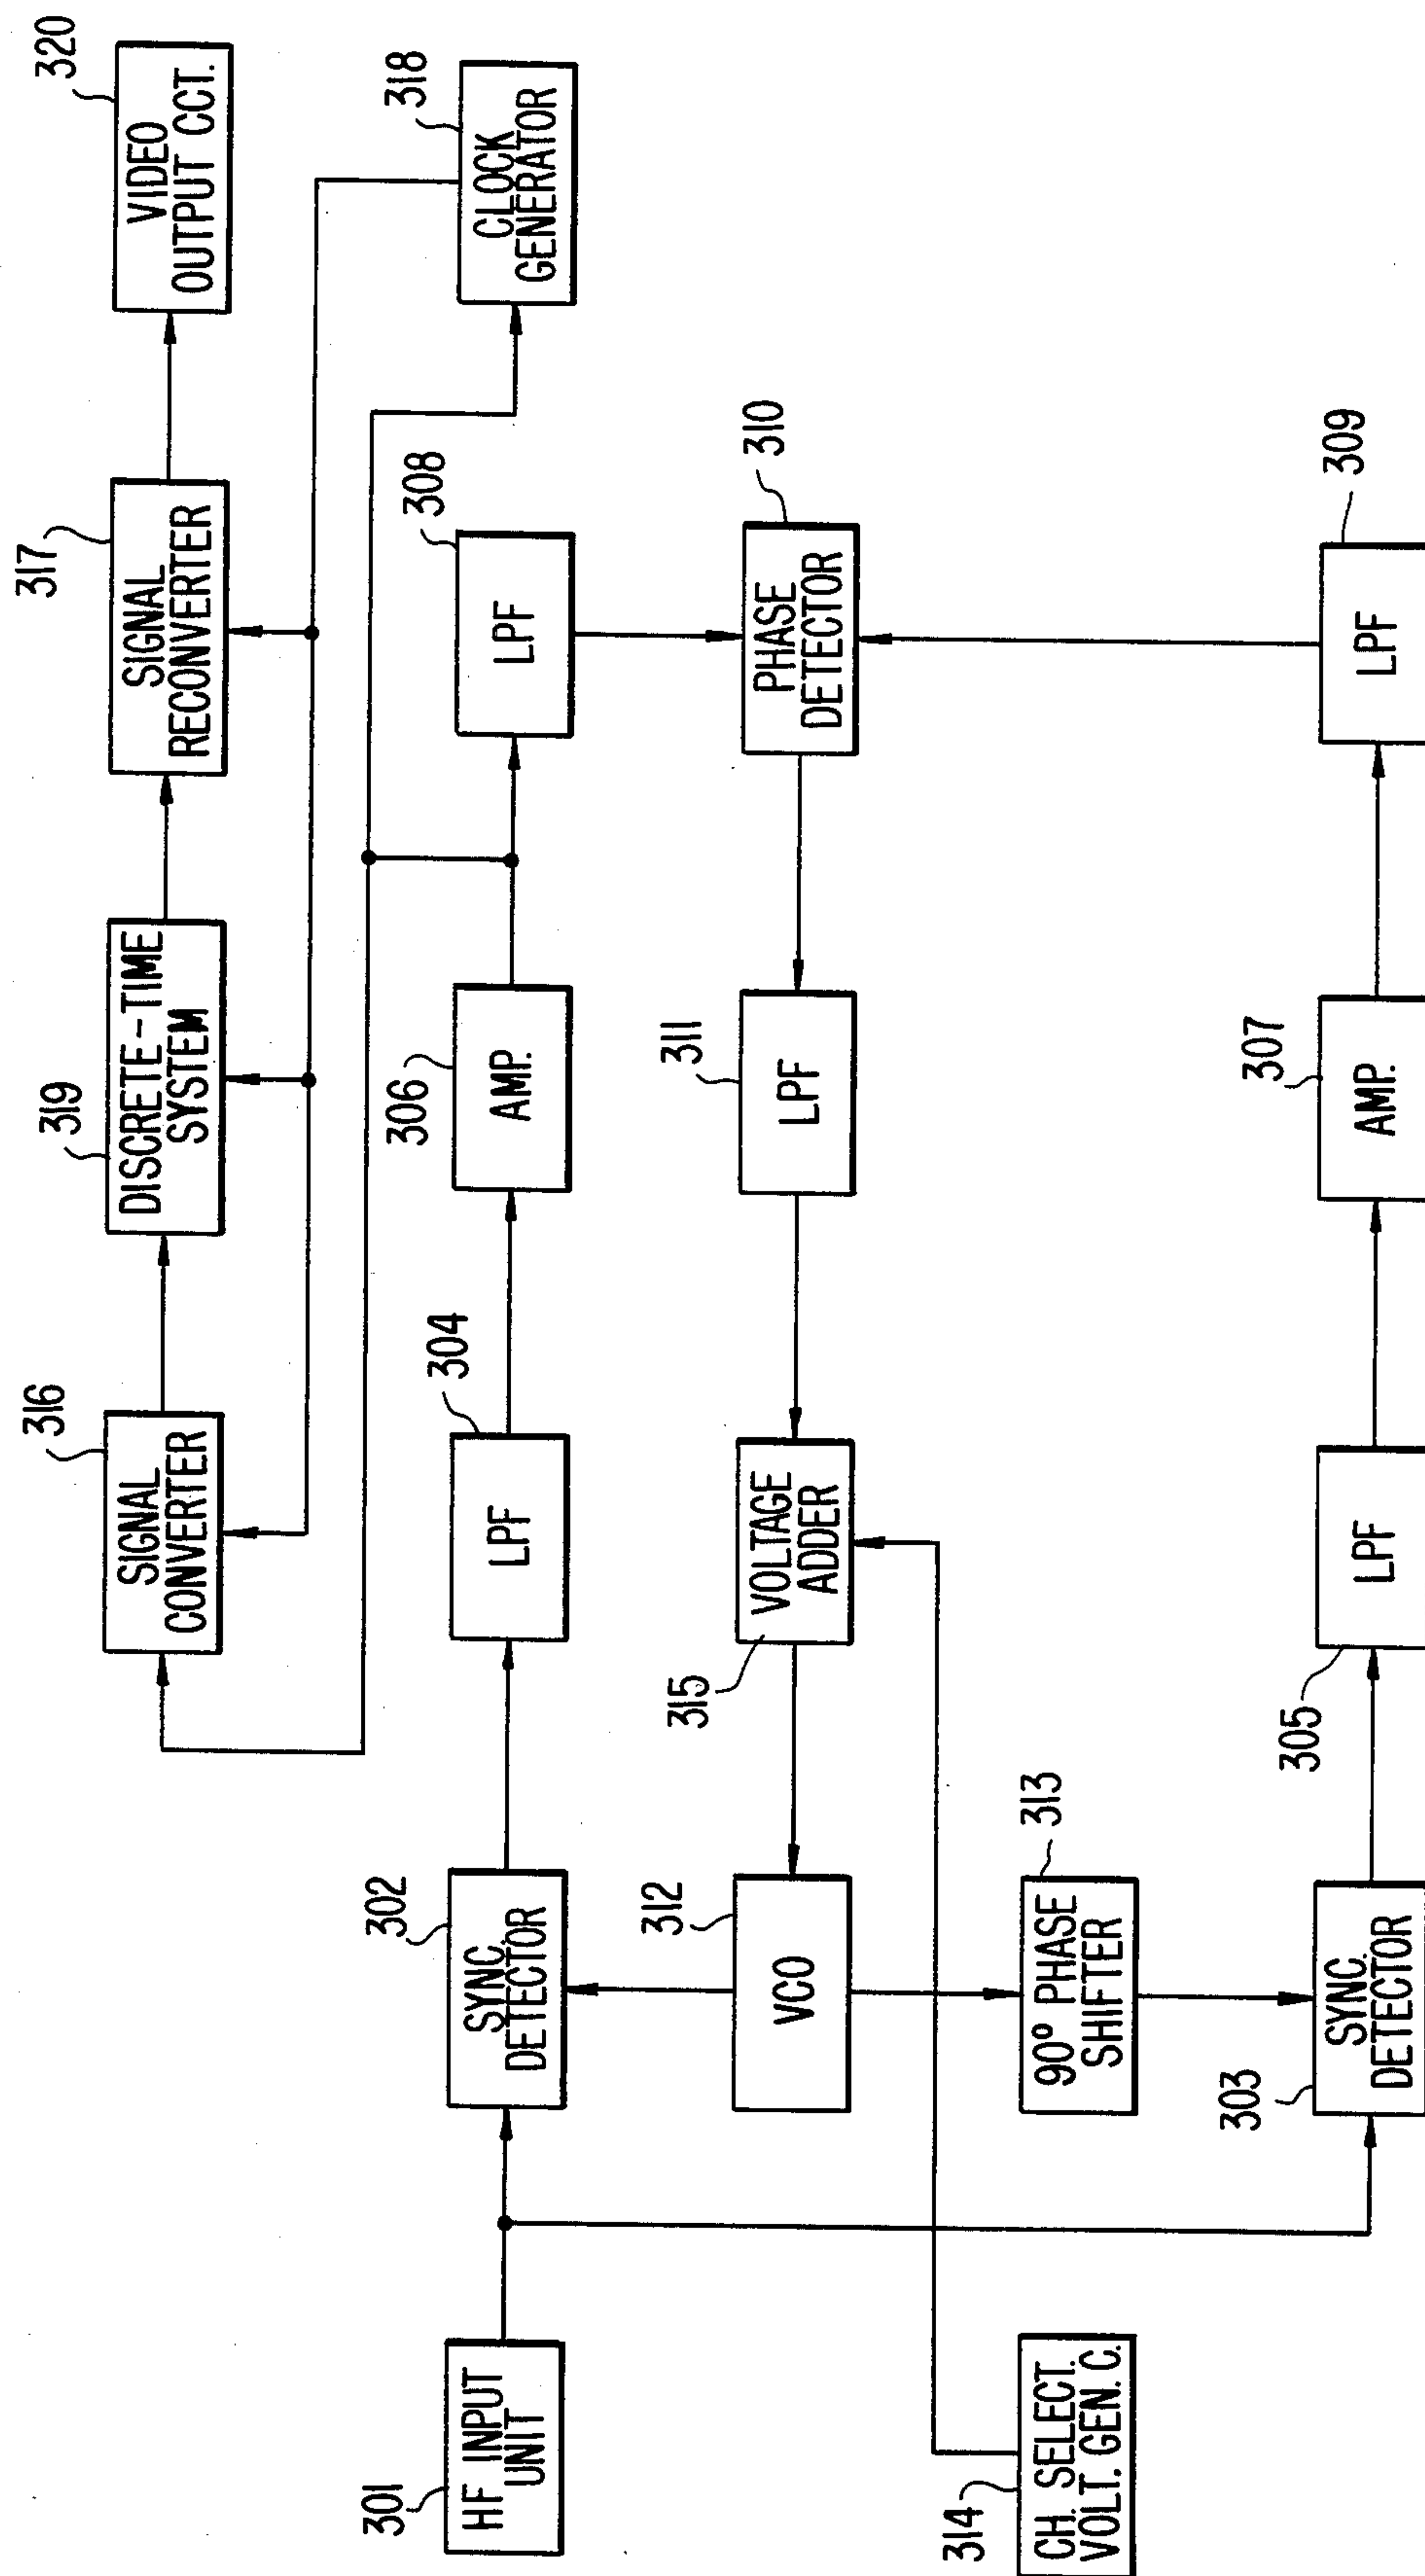 316
SIGNAL
CONVERTER
319
DISCRETE-TIME
SYSTEM
317
SIGNAL
RECONVERTER
320
VIDEO
OUTPUT CCT.
301
HF INPUT
UNIT
302
SYNC.
DETECTOR
304
LPF
306
AMP.
308
LPF
318
CLOCK
GENERATOR
312
VCO
315
VOLTAGE
ADDER
311
LPF
310
PHASE
DETECTOR
314
CH. SELECT.
VOLT. GEN. C.
313
90° PHASE
SHIFTER
303
SYNC.
DETECTOR
305
LPF
307
AMP.
309
LPF